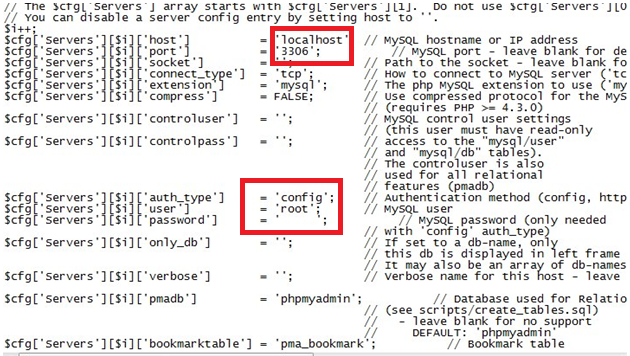 // The $cfg['Servers'] array starts with $cfg['Servers'][1].  Do not use $cfg['Servers'][0
// You can disable a server config entry by setting host to ''.
$i++;
$cfg['Servers'][$i]['host']          = 'localhost'  // MySQL hostname or IP address
$cfg['Servers'][$i]['port']          = '3306';          // MySQL port - leave blank for de
$cfg['Servers'][$i]['socket']        = '';          // Path to the socket - leave blank fo
$cfg['Servers'][$i]['connect_type']  = 'tcp';       // How to connect to MySQL server ('tc
$cfg['Servers'][$i]['extension']     = 'mysql';     // The php MySQL extension to use ('my
$cfg['Servers'][$i]['compress']      = FALSE;       // Use compressed protocol for the MyS
                                                    // (requires PHP >= 4.3.0)
$cfg['Servers'][$i]['controluser']   = '';          // MySQL control user settings
                                                    // (this user must have read-only
$cfg['Servers'][$i]['controlpass']   = '';          // access to the "mysql/user"
                                                    // and "mysql/db" tables).
                                                    // The controluser is also
                                                    // used for all relational
                                                    // features (pmadb)
$cfg['Servers'][$i]['auth_type']     = 'config';    // Authentication method (config, http
$cfg['Servers'][$i]['user']          = 'root';      // MySQL user
$cfg['Servers'][$i]['password']      = '     ';          // MySQL password (only needed
                                                    // with 'config' auth_type)
$cfg['Servers'][$i]['only_db']       = '';          // If set to a db-name, only
                                                    // this db is displayed in left frame
                                                    // It may also be an array of db-names
$cfg['Servers'][$i]['verbose']       = '';          // Verbose name for this host - leave

$cfg['Servers'][$i]['pmadb']         = 'phpmyadmin';          // Database used for Relatio
                                                    // (see scripts/create_tables.sql)
                                                    //   - leave blank for no support
                                                    //     DEFAULT: 'phpmyadmin'
$cfg['Servers'][$i]['bookmarktable'] = 'pma_bookmark';          // Bookmark table